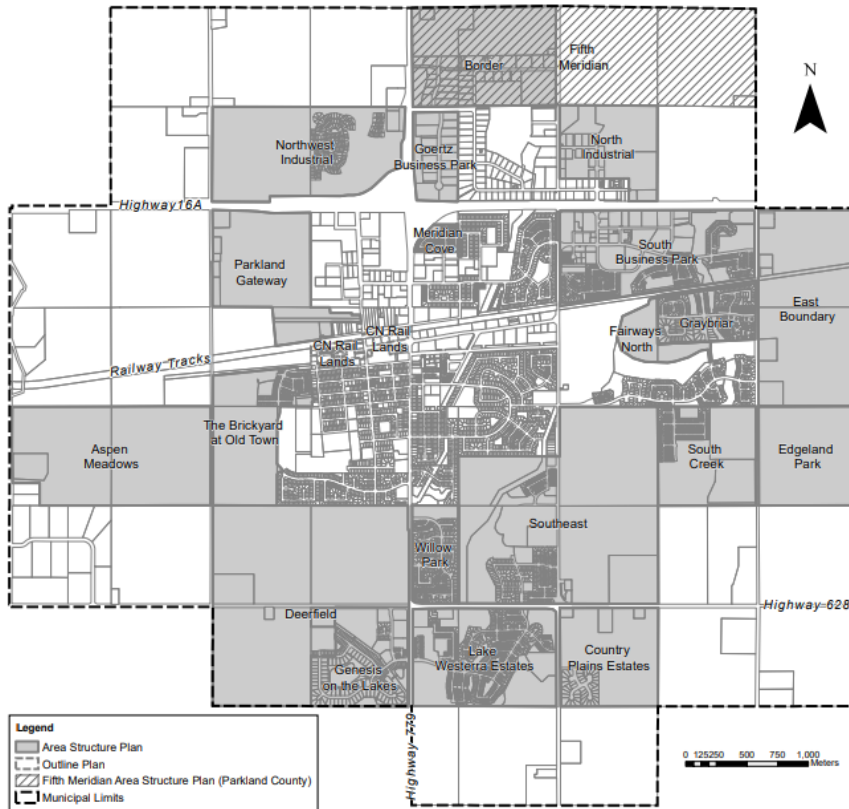 Border
Fifth
Meridian
N
Northwest
Industrial
Goertz
Business Park
North
Industrial
Highway16A
Meridian
Cove
South
Business Park
Parkland
Gateway
East
Boundary
CN Rail
Lands
CN Rail
Lands
Fairways
North
Graybriar
Railway Tracks
Aspen
Meadows
The Brickyard
at Old Town
South
Creek
Edgeland
Park
Southeast
Willow
Park
Highway 628
Deerfield
Genesis
on the Lakes
Lake
Westerra Estates
Country
Plains Estates
Highway 779
Legend
Area Structure Plan
Outline Plan
Fifth Meridian Area Structure Plan (Parkland County)
Municipal Limits
0 125250 500 750 1,000
Meters